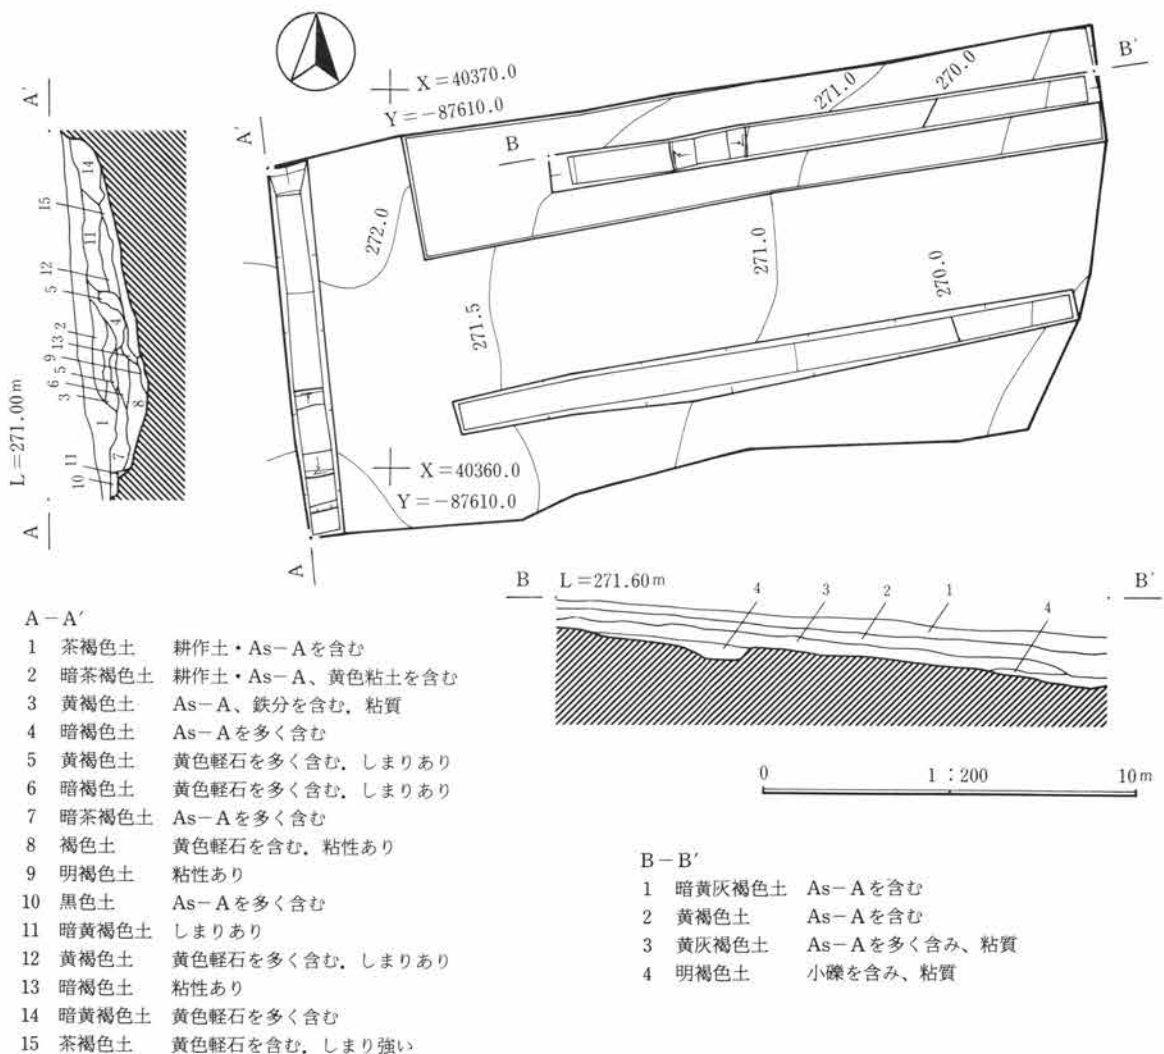 X=40370.0
Y=-87610.0
A'
A'
B
B'
271.0
270.0
272.0
271.0
270.0
271.5
14
15
11
12
5
4
2
13
9
5
6
3
8
1
7
11
10
L=271.00m
A
X=40360.0
Y=-87610.0
A
B L=271.60m B'
4 3 2 1 4
0 1:200 10m
A-A'
1 茶褐色土 耕作土・As-Aを含む
2 暗茶褐色土 耕作土・As-A、黄色粘土を含む
3 黄褐色土 As-A、鉄分を含む．粘質
4 暗褐色土 As-Aを多く含む
5 黄褐色土 黄色軽石を多く含む．しまりあり
6 暗褐色土 黄色軽石を多く含む．しまりあり
7 暗茶褐色土 As-Aを多く含む
8 褐色土 黄色軽石を含む．粘性あり
9 明褐色土 粘性あり
10 黒色土 As-Aを多く含む
11 暗黄褐色土 しまりあり
12 黄褐色土 黄色軽石を多く含む．しまりあり
13 暗褐色土 粘性あり
14 暗黄褐色土 黄色軽石を多く含む
15 茶褐色土 黄色軽石を含む．しまり強い
B-B'
1 暗黄灰褐色土 As-Aを含む
2 黄褐色土 As-Aを含む
3 黄灰褐色土 As-Aを多く含み、粘質
4 明褐色土 小礫を含み、粘質